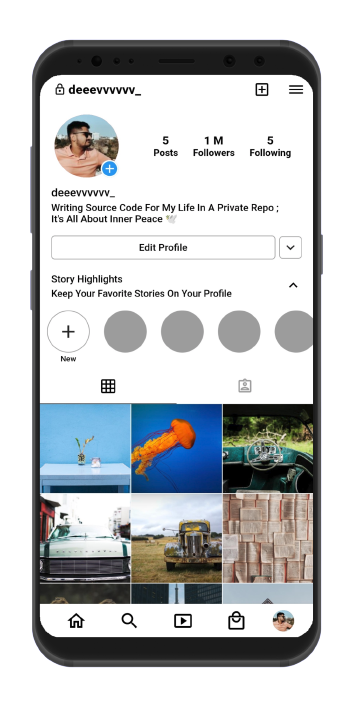 deeevvvvvv_
5 1 M 5
Posts Followers Following
deeevvvvvv_
Writing Source Code For My Life In A Private Repo ;
It's All About Inner Peace 🕊️
Edit Profile
Story Highlights
Keep Your Favorite Stories On Your Profile
New